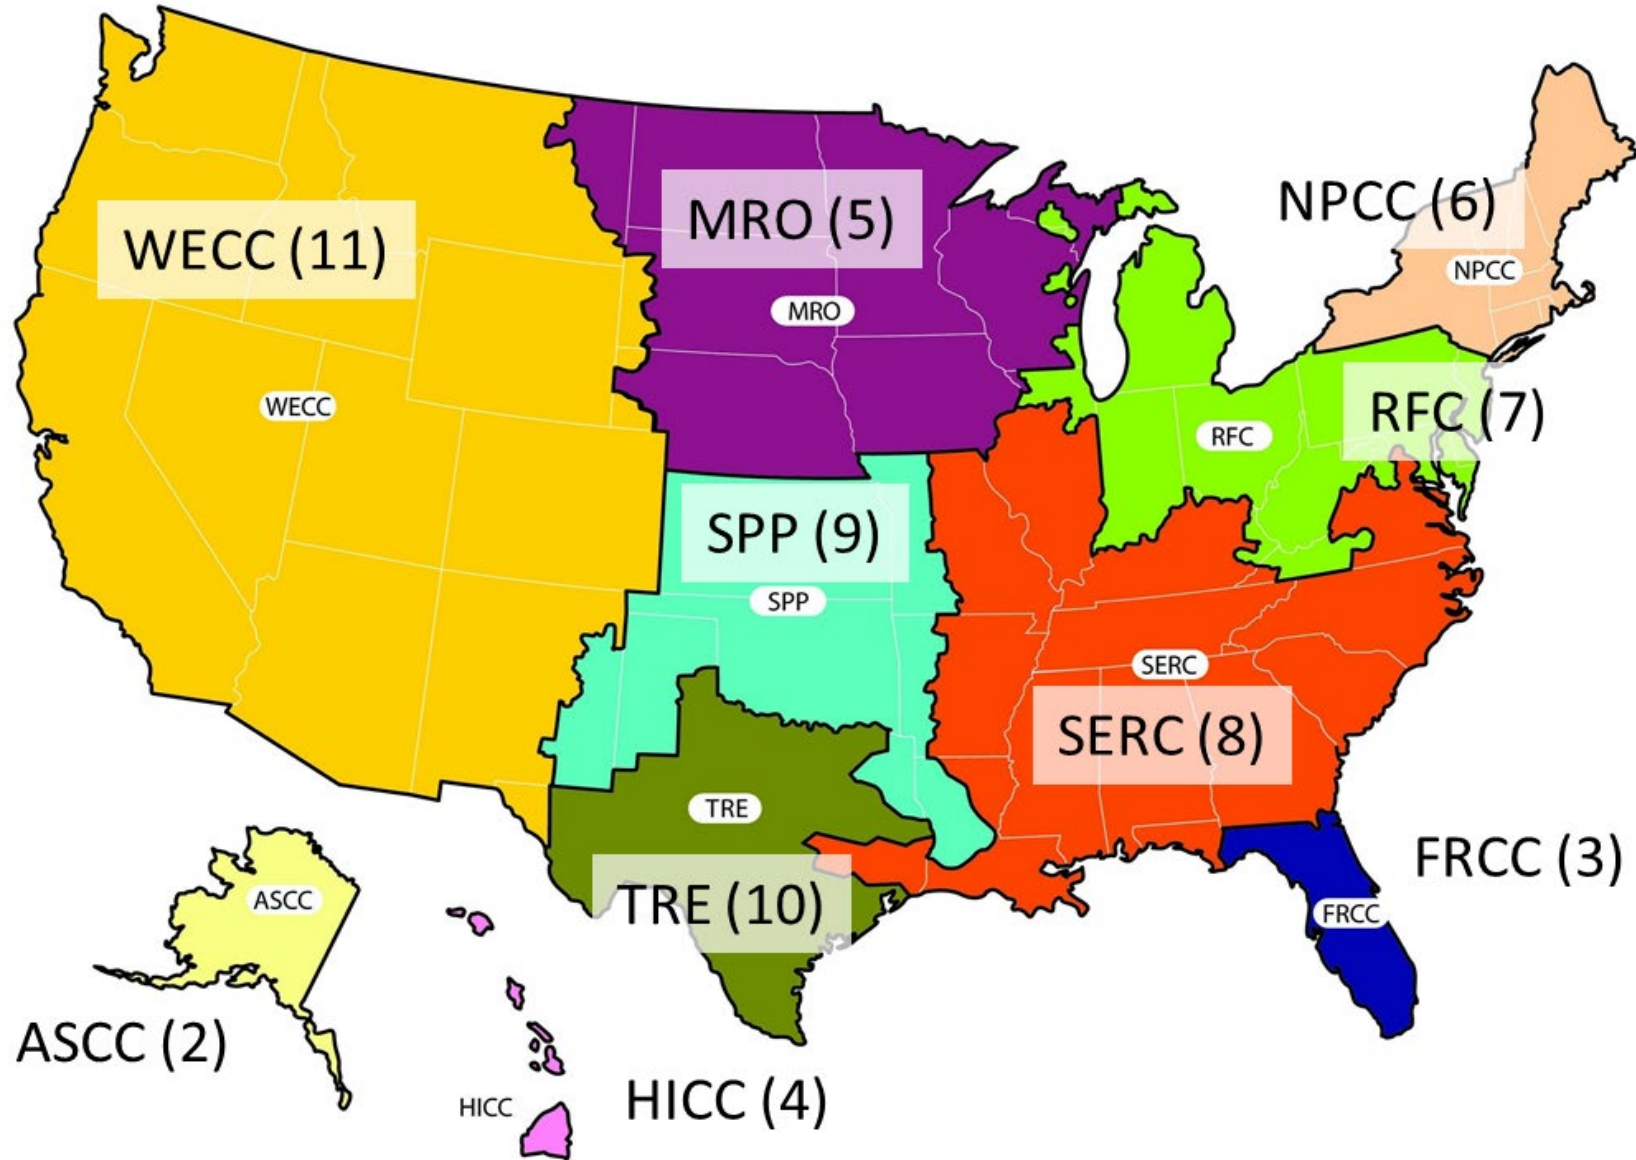 NPCC (6)
MRO (5)
WECC (11)
NPCC
MRO
WECC
RFC (7)
RFC
SPP (9)
SPP
SERC
SERC (8)
TRE
FRCC (3)
ASCC
TRE (10)
FRCC
ASCC (2)
HICC
HICC (4)